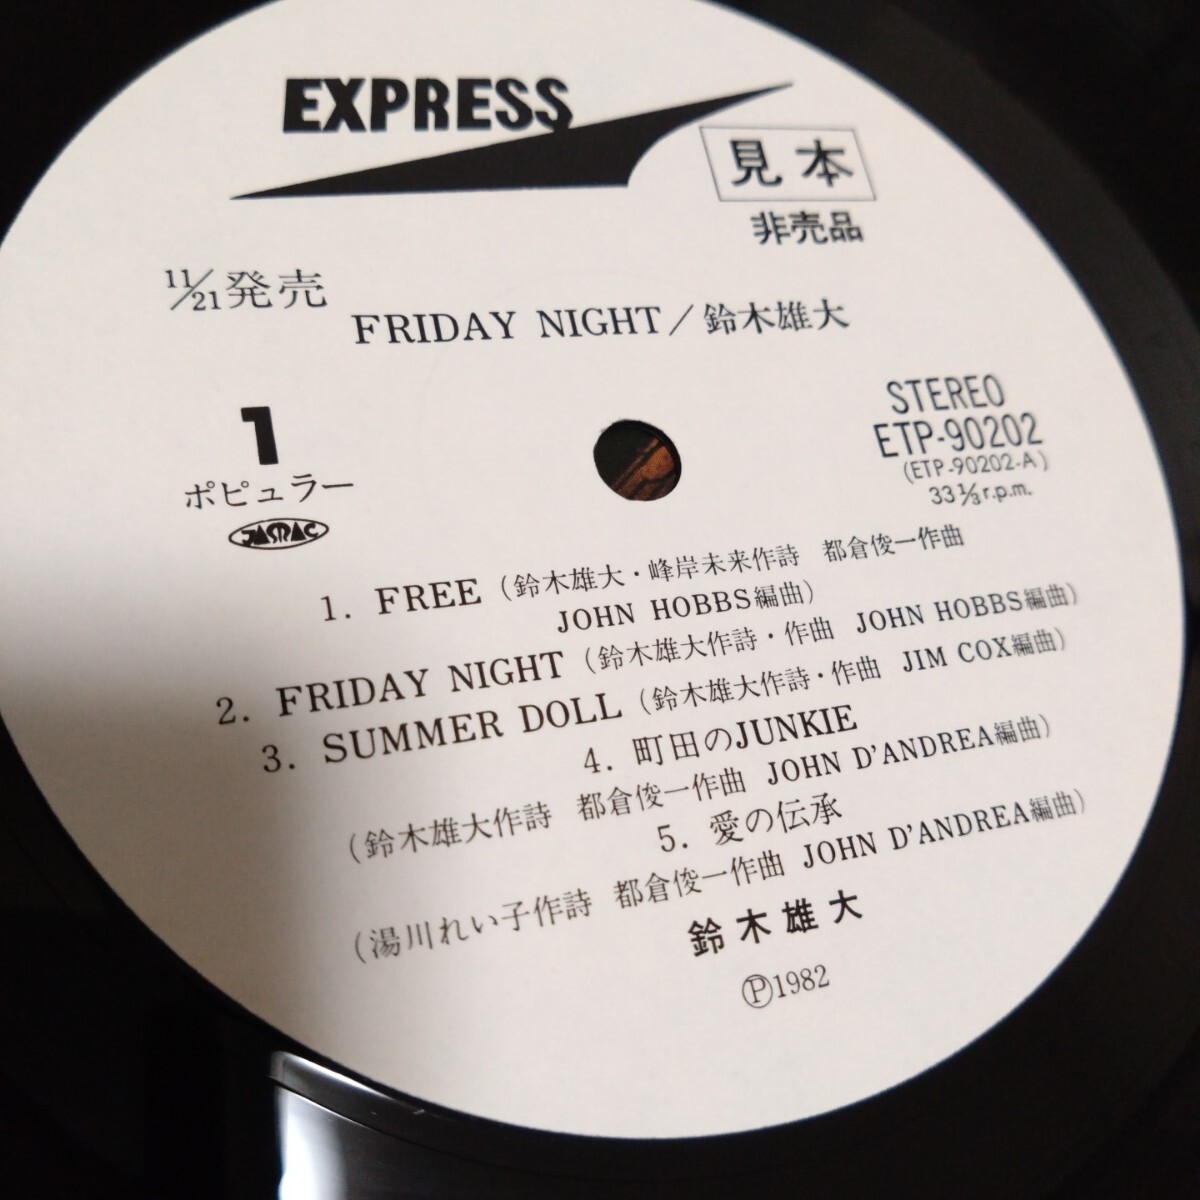 EXPRESS
見本
非売品
11/21発売
FRIDAY NIGHT/鈴木雄大
1
ポピュラー
JASRAC
STEREO
ETP-90202
(ETP-90202-A)
33⅓r.p.m.
1. FREE (鈴木雄大・峰岸未来作詩 都倉俊一作曲
JOHN HOBBS編曲)
2. FRIDAY NIGHT (鈴木雄大作詩・作曲 JOHN HOBBS編曲)
3. SUMMER DOLL (鈴木雄大作詩・作曲 JIM COX編曲)
4. 町田のJUNKIE
(鈴木雄大作詩 都倉俊一作曲 JOHN D'ANDREA編曲)
5. 愛の伝承
(湯川れい子作詩 都倉俊一作曲 JOHN D'ANDREA編曲)
鈴木雄大
Ⓟ1982